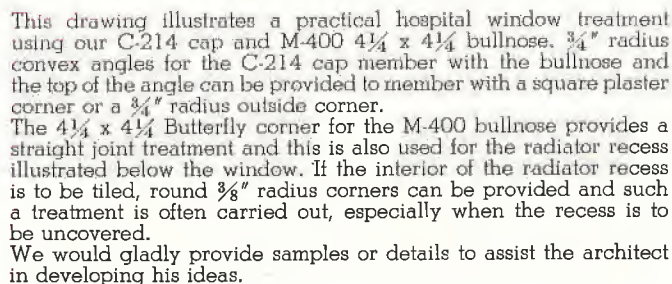 This drawing illustrates a practical hospital window treatment
using our C-214 cap and M-400 4¼ x 4¼ bullnose. ¾" radius
convex angles for the C-214 cap member with the bullnose and
the top of the angle can be provided to member with a square plaster
corner or a ¾" radius outside corner.
The 4¼ x 4¼ Butterfly corner for the M-400 bullnose provides a
straight joint treatment and this is also used for the radiator recess
illustrated below the window. If the interior of the radiator recess
is to be tiled, round ⅜" radius corners can be provided and such
a treatment is often carried out, especially when the recess is to
be uncovered.
We would gladly provide samples or details to assist the architect
in developing his ideas.